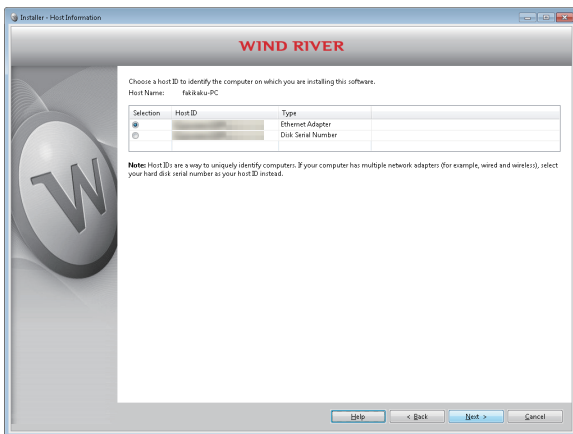 Installer - Host Information
WIND RIVER
Choose a host ID to identify the computer on which you are installing this software.
Host Name: fakikaku-PC
Selection Host ID Type
Ethernet Adapter
Disk Serial Number
Note: Host IDs are a way to uniquely identify computers. If your computer has multiple network adapters (for example, wired and wireless), select
your hard disk serial number as your host ID instead.
W
Help < Back Next > Cancel